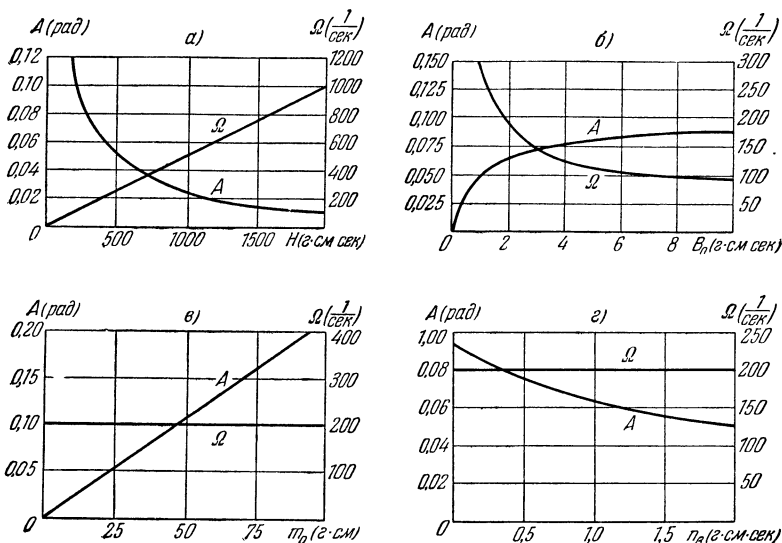 A(рад) а) Ω(1/сек)
0,12 1200
0,10 1000
0,08 800
0,06 600
0,04 400
0,02 200
0 500 1000 1500 H(г·см сек)
Ω
A
A(рад) б) Ω(1/сек)
0,150 300
0,125 250
0,100 200
0,075 150
0,050 100
0,025 50
0 2 4 6 8 Bп(г·см сек)
A
Ω
A(рад) в) Ω(1/сек)
0,20 400
0,15 300
0,10 200
0,05 100
0 25 50 75 mр(г·см)
A
Ω
A(рад) г) Ω(1/сек)
1,00 250
0,08 200
0,06 150
0,04 100
0,02 50
0 0,5 1,0 1,5 nв(г·см·сек)
Ω
A